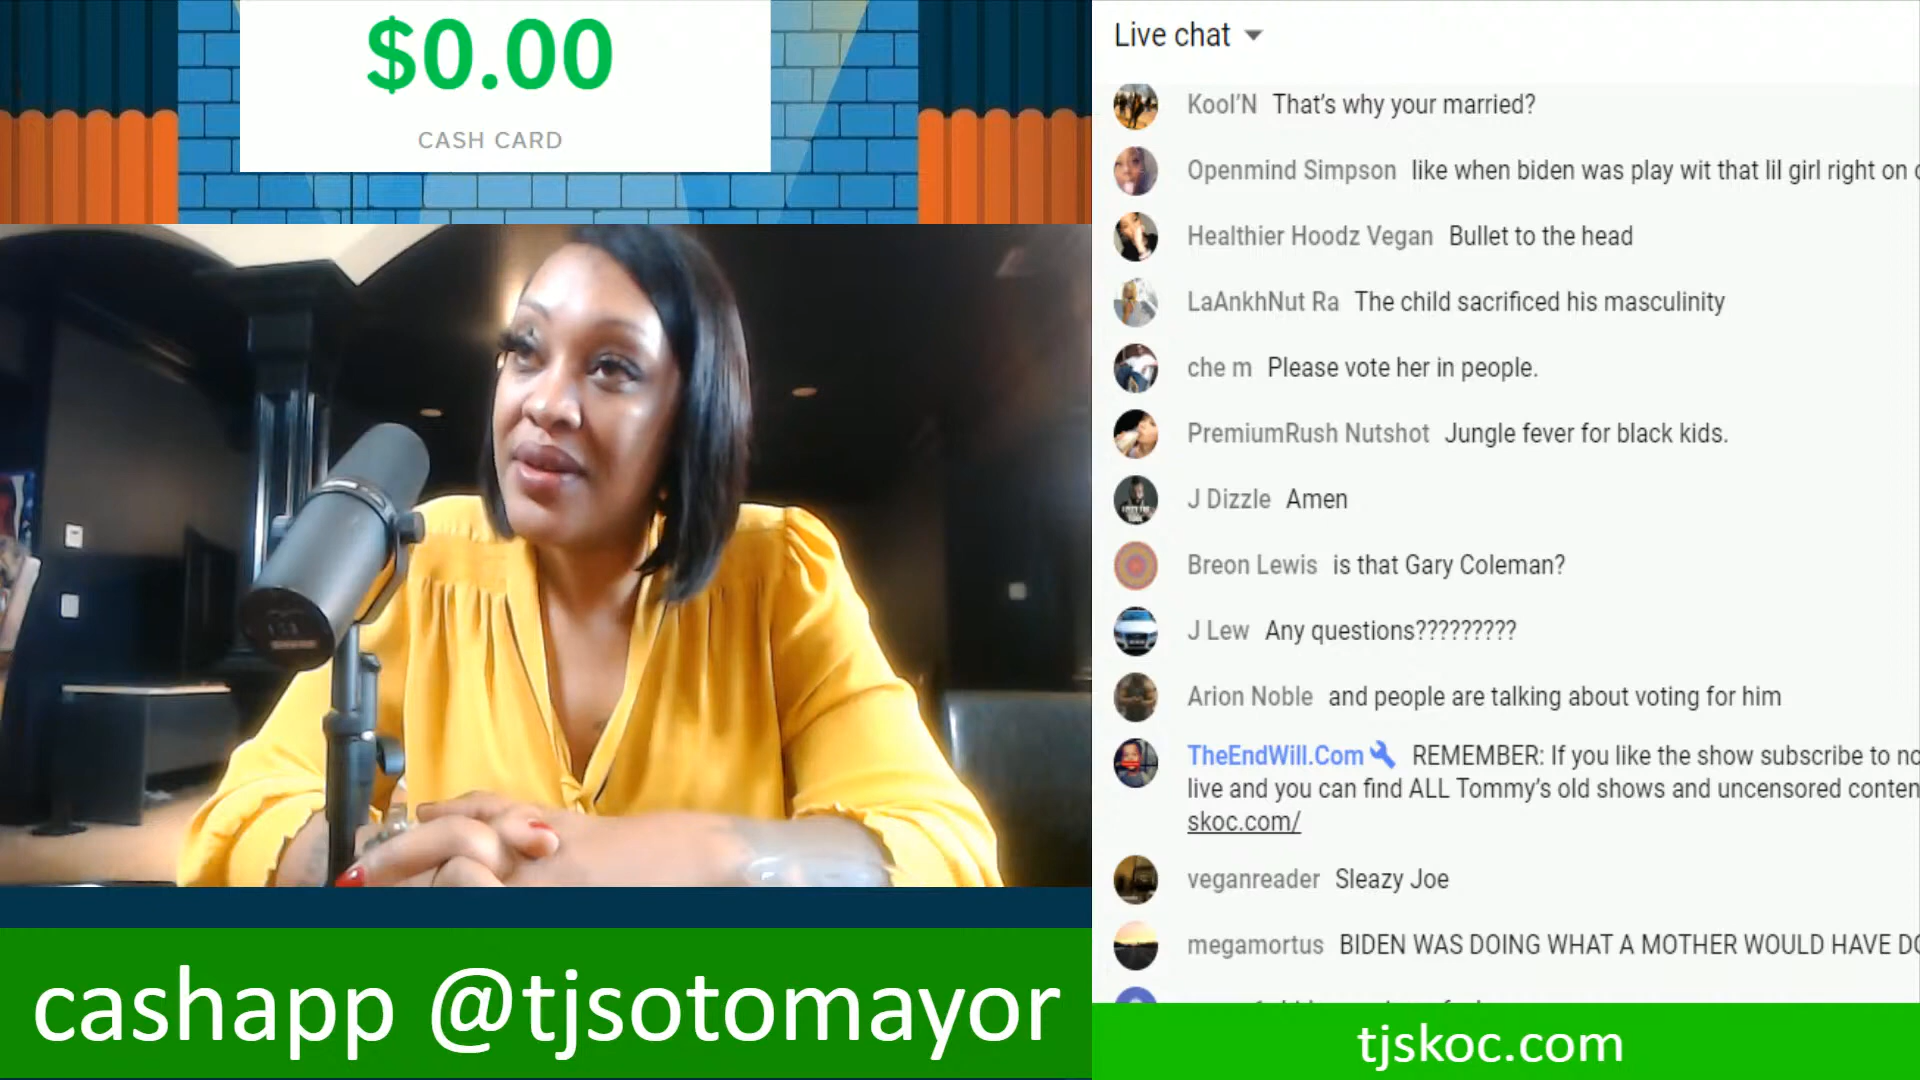 $0.00
CASH CARD
cashapp @tjsotomayor
Live chat
Kool'N That's why your married?
Openmind Simpson like when biden was play wit that lil girl right on
Healthier Hoodz Vegan Bullet to the head
LaAnkhNut Ra The child sacrificed his masculinity
che m Please vote her in people.
PremiumRush Nutshot Jungle fever for black kids.
J Dizzle Amen
Breon Lewis is that Gary Coleman?
J Lew Any questions?????????
Arion Noble and people are talking about voting for him
TheEndWill.Com REMEMBER: If you like the show subscribe to
live and you can find ALL Tommy's old shows and uncensored
skoc.com/
veganreader Sleazy Joe
megamortus BIDEN WAS DOING WHAT A MOTHER WOULD HAVE
tjskoc.com